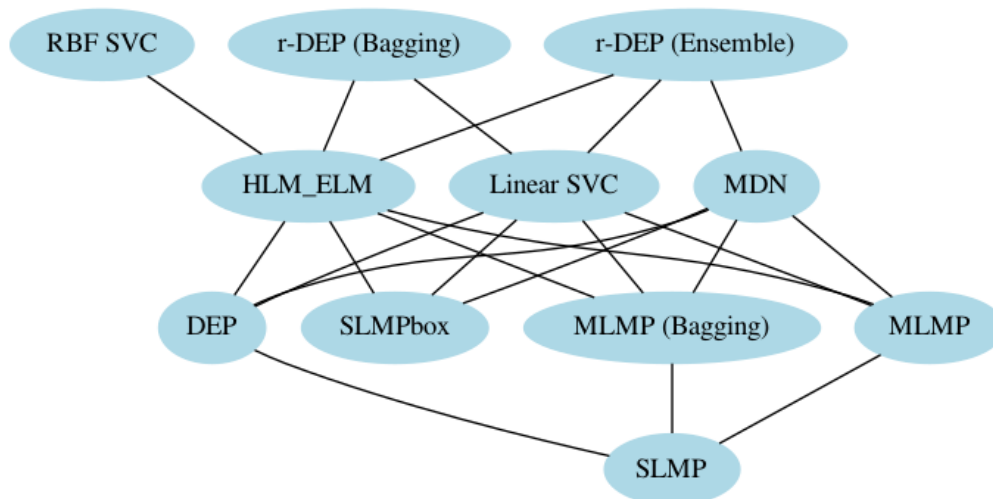 RBF SVC
r-DEP (Bagging)
r-DEP (Ensemble)
HLM_ELM
Linear SVC
MDN
DEP
SLMPbox
MLMP (Bagging)
MLMP
SLMP